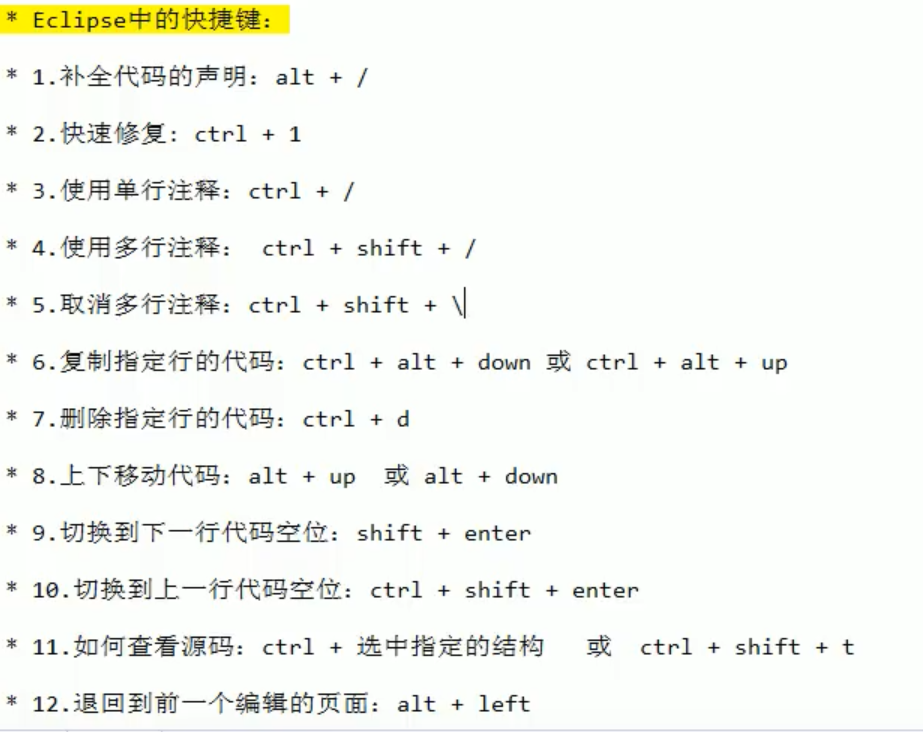 * Eclipse中的快捷键：
* 1.补全代码的声明：alt + /
* 2.快速修复: ctrl + 1
* 3.使用单行注释：ctrl + /
* 4.使用多行注释： ctrl + shift + /
* 5.取消多行注释：ctrl + shift + \
* 6.复制指定行的代码：ctrl + alt + down 或 ctrl + alt + up
* 7.删除指定行的代码：ctrl + d
* 8.上下移动代码：alt + up  或 alt + down
* 9.切换到下一行代码空位：shift + enter
* 10.切换到上一行代码空位：ctrl + shift + enter
* 11.如何查看源码：ctrl + 选中指定的结构   或  ctrl + shift + t
* 12.退回到前一个编辑的页面：alt + left